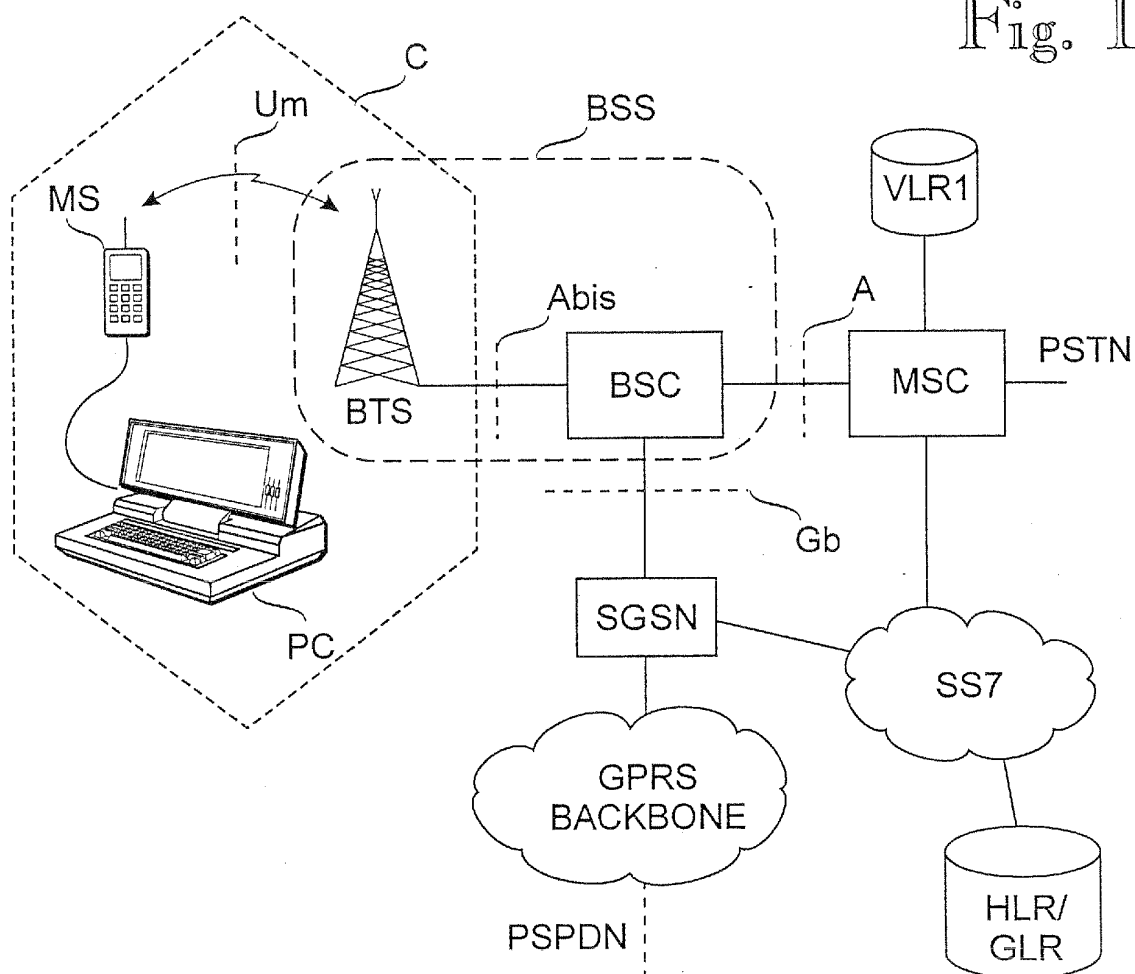 Fig. 1
C
Um
BSS
MS
VLR1
Abis
A
PSTN
BSC
MSC
BTS
Gb
PC
SGSN
SS7
GPRS
BACKBONE
PSPDN
HLR/
GLR